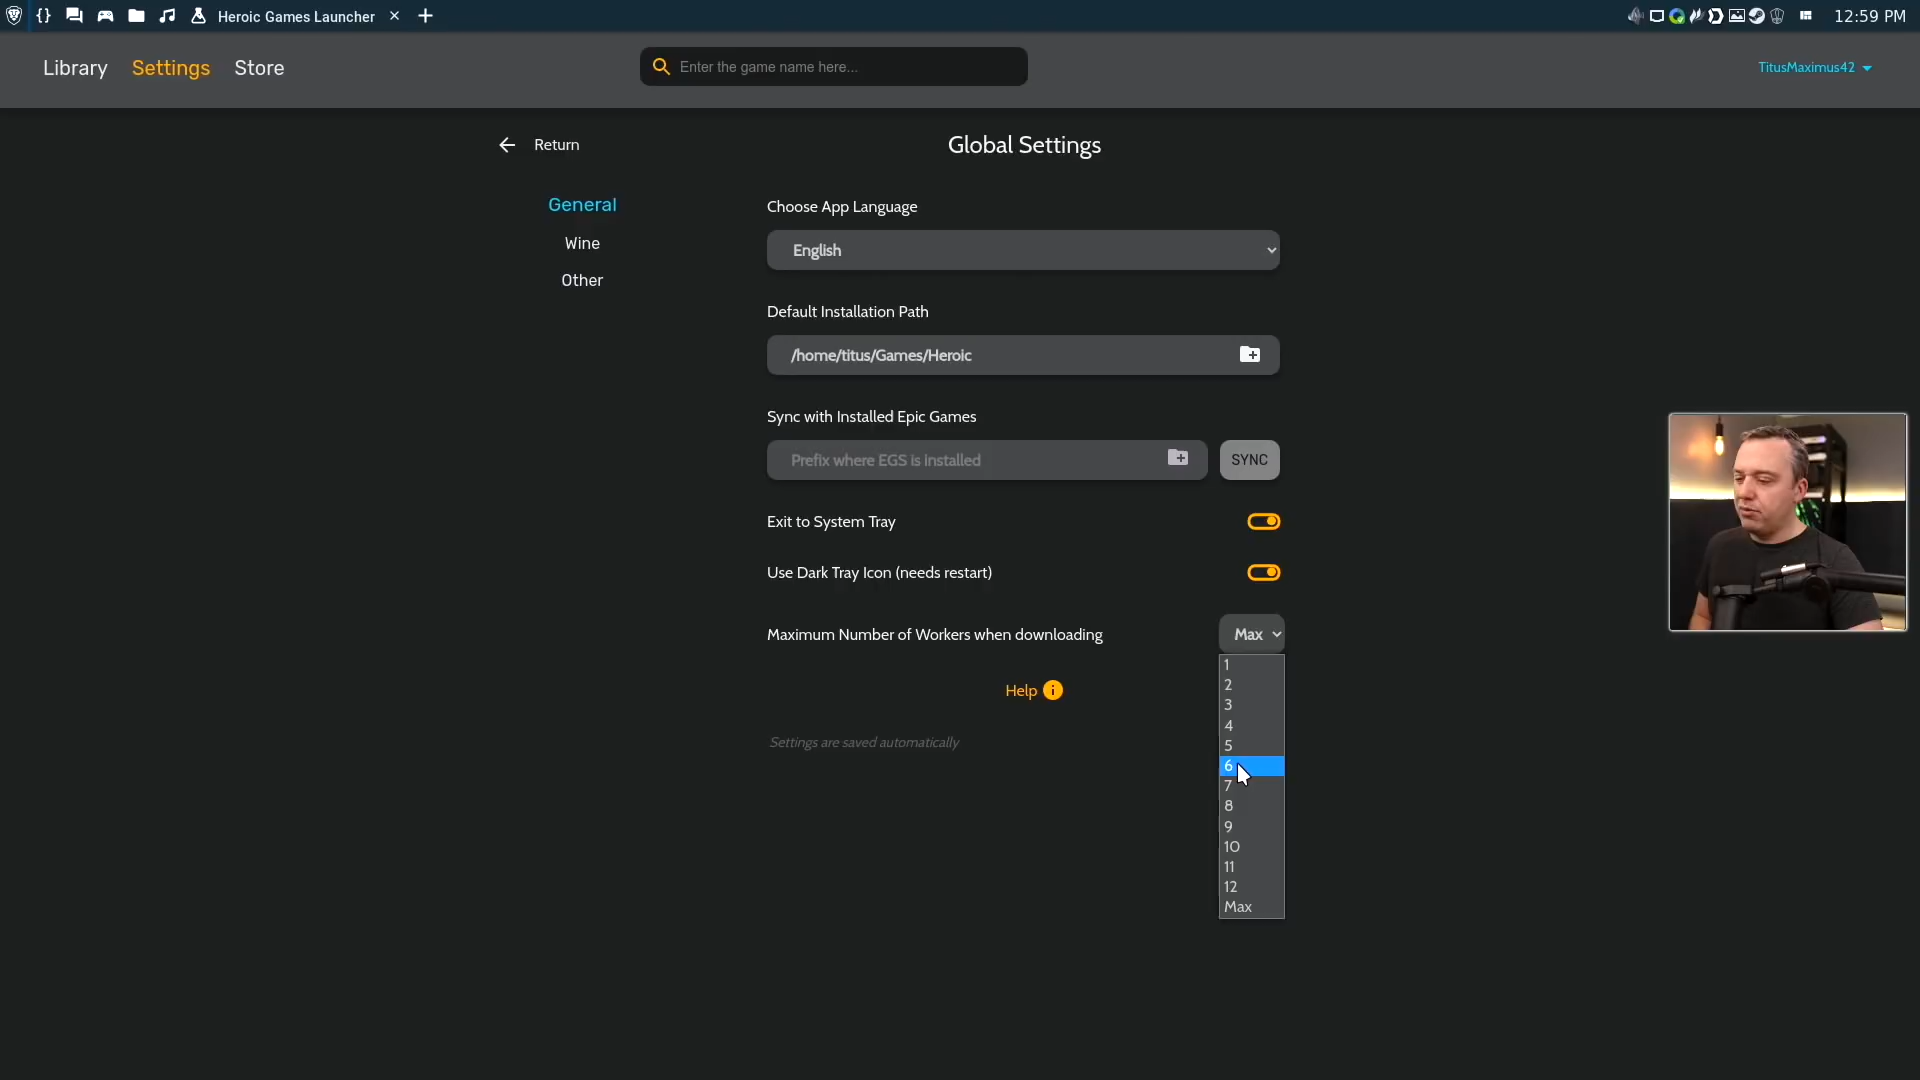 Heroic Games Launcher
12:59 PM
Library Settings Store
Enter the game name here...
TitusMaximus42
Return
Global Settings
General
Wine
Other
Choose App Language
English
Default Installation Path
/home/titus/Games/Heroic
Sync with Installed Epic Games
Prefix where EGS is installed
SYNC
Exit to System Tray
Use Dark Tray Icon (needs restart)
Maximum Number of Workers when downloading
Max
1
2
3
4
5
6
7
8
9
10
11
12
Max
Help
Settings are saved automatically